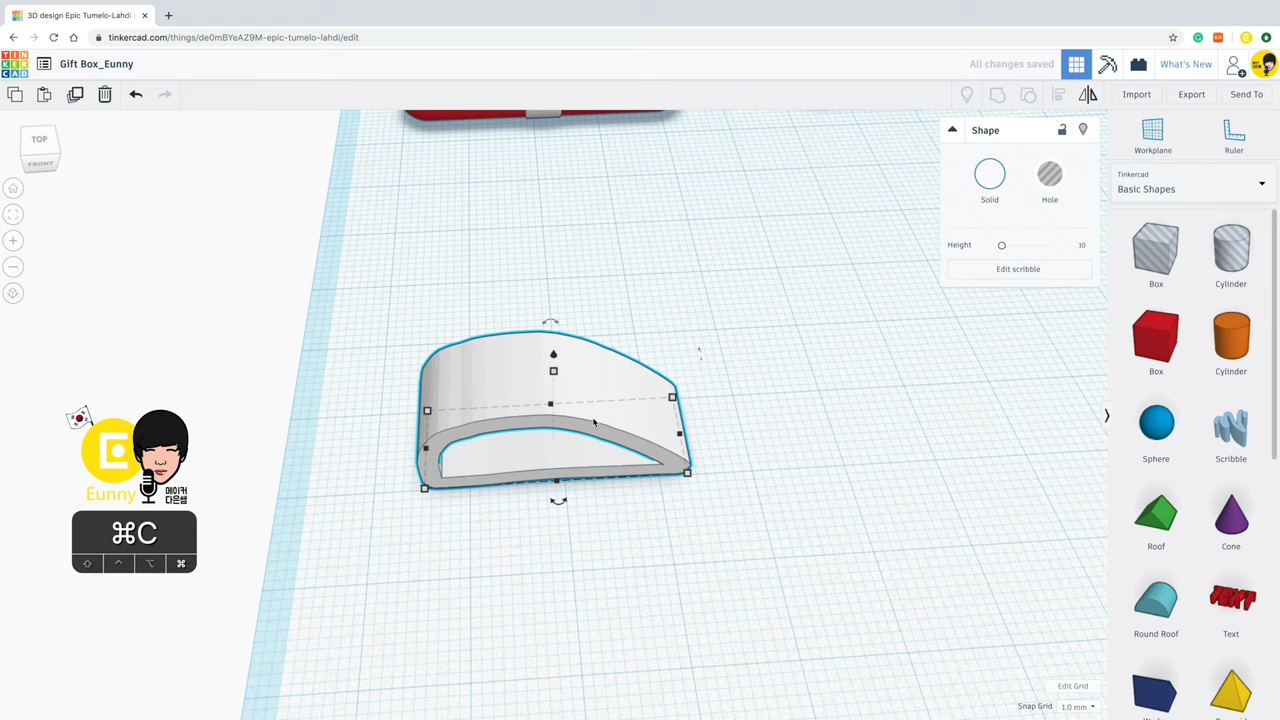 3D design Epic Tumelo-Lahdi
tinkercad.com/things/de0mBYeAZ9M-epic-tumelo-lahdi/edit
TIN
KER
CAD
Gift Box_Eunny
All changes saved
What's New
Import
Export
Send To
TOP
FRONT
Shape
Solid
Hole
Height
10
Edit scribble
Workplane
Ruler
Tinkercad
Basic Shapes
Box
Cylinder
Box
Cylinder
Sphere
Scribble
Roof
Cone
Round Roof
TEXT
Text
Eunny
메이커
다은쌤
⌘C
Edit Grid
Snap Grid
1.0 mm